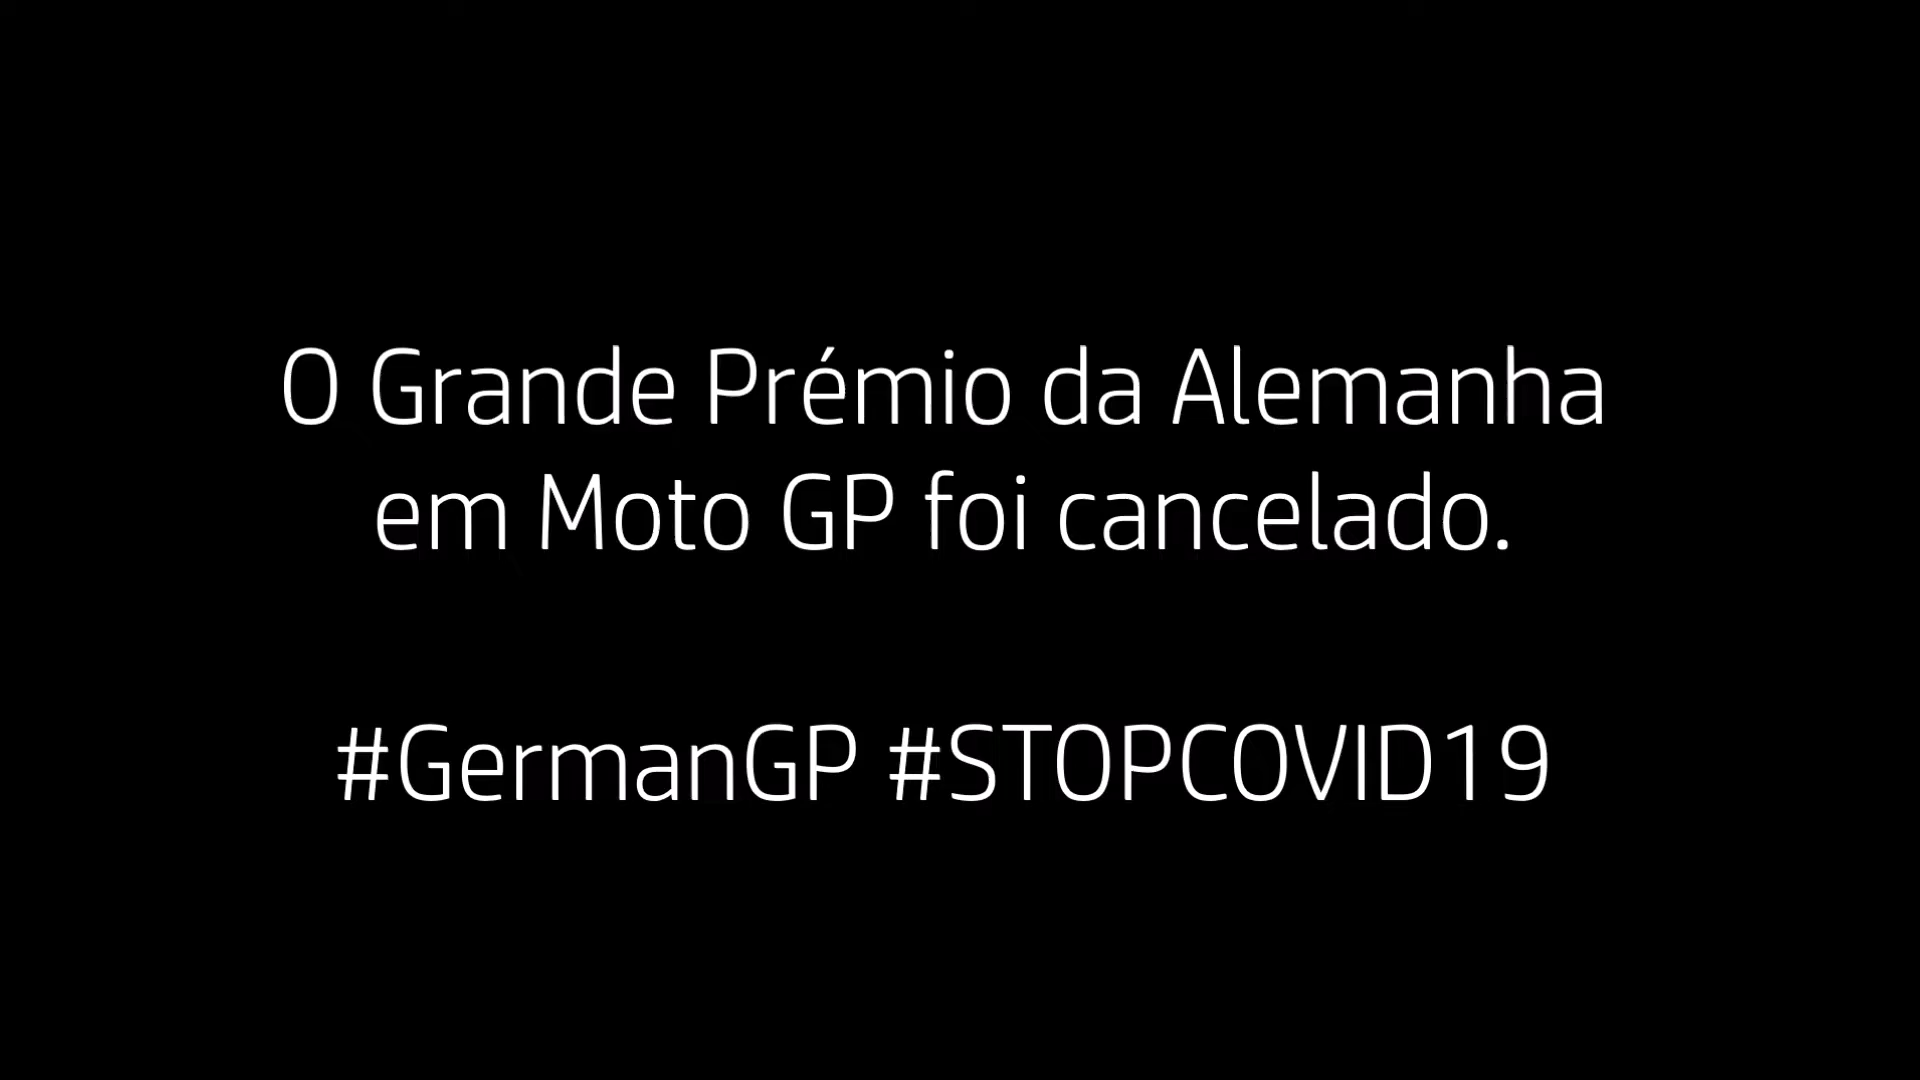 O Grande Prémio da Alemanha
em Moto GP foi cancelado.
#GermanGP #STOPCOVID19